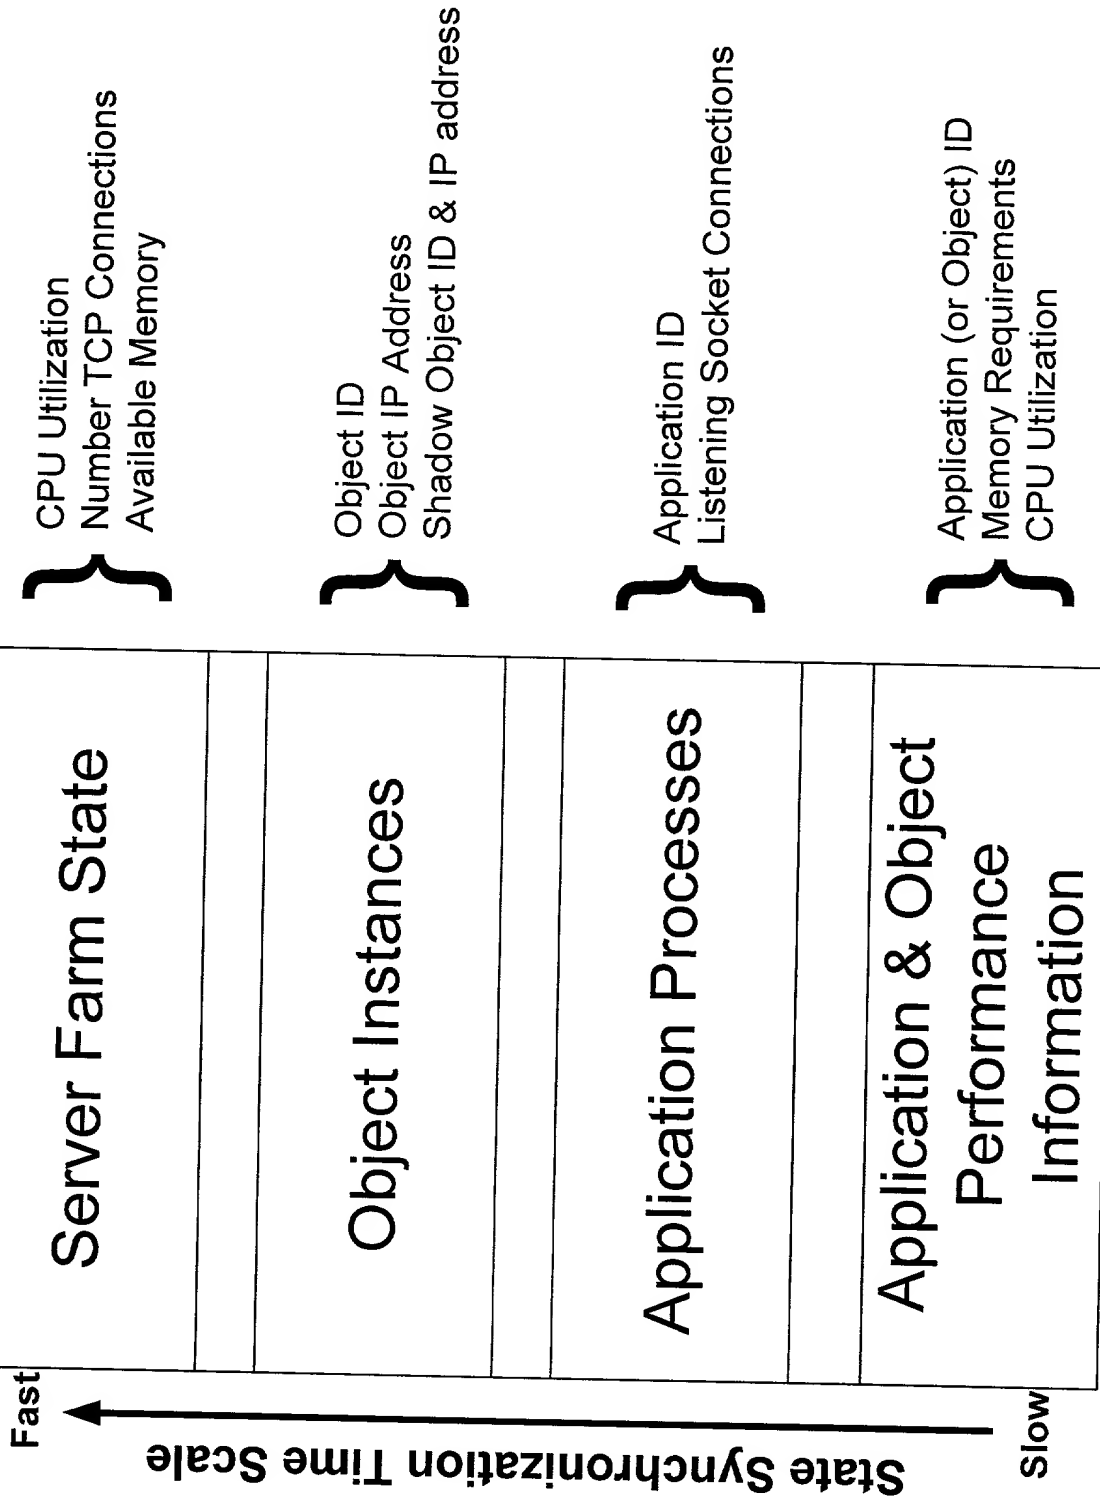 Fast
State Synchronization Time Scale
Slow
Server Farm State
CPU Utilization
Number TCP Connections
Available Memory
Object Instances
Object ID
Object IP Address
Shadow Object ID & IP address
Application Processes
Application ID
Listening Socket Connections
Application & Object
Performance
Information
Application (or Object) ID
Memory Requirements
CPU Utilization